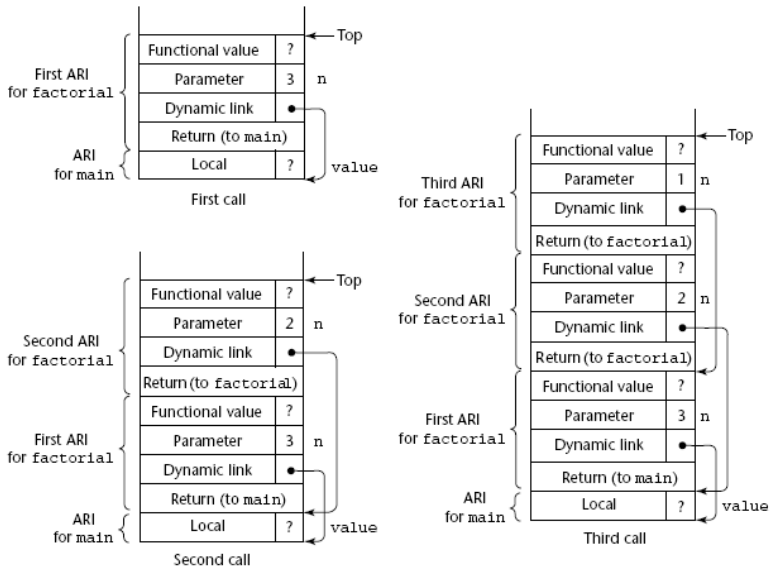 Top
Functional value ?
First ARI
for factorial
Parameter 3 n
Dynamic link
Return (to main)
ARI
for main
Local ? value
First call
Top
Functional value ?
Second ARI
for factorial
Parameter 2 n
Dynamic link
Return (to factorial)
Functional value ?
First ARI
for factorial
Parameter 3 n
Dynamic link
Return (to main)
ARI
for main
Local ? value
Second call
Top
Functional value ?
Third ARI
for factorial
Parameter 1 n
Dynamic link
Return (to factorial)
Functional value ?
Second ARI
for factorial
Parameter 2 n
Dynamic link
Return (to factorial)
Functional value ?
First ARI
for factorial
Parameter 3 n
Dynamic link
Return (to main)
ARI
for main
Local ? value
Third call